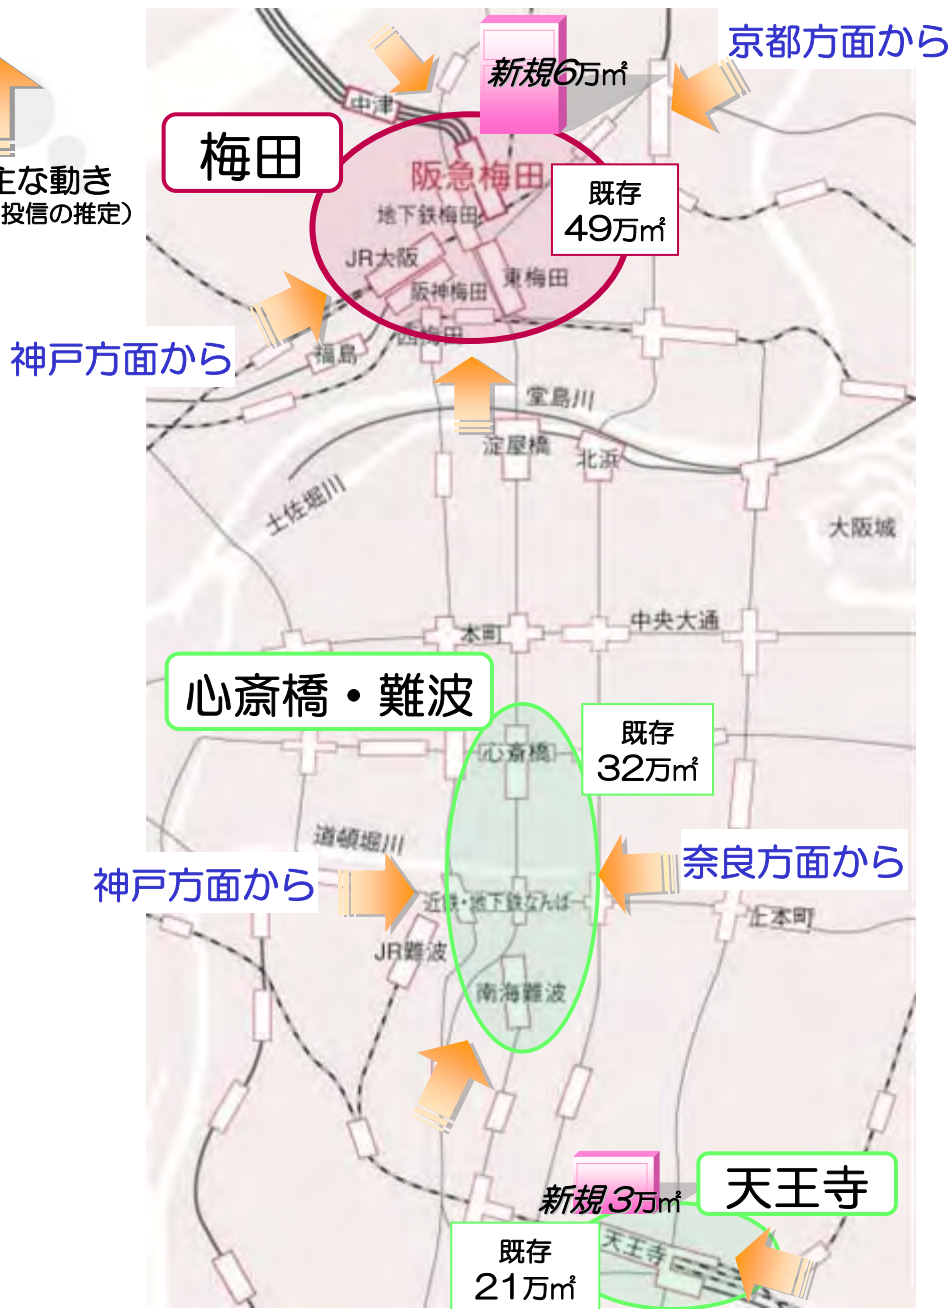 京都方面から
新規6万㎡
中津
梅田
阪急梅田
既存
49万㎡
主な動き
投信の推定）
地下鉄梅田
JR大阪
東梅田
阪神梅田
西梅田
神戸方面から
福島
堂島川
淀屋橋
北浜
土佐堀川
大阪城
中央大通
本町
心斎橋・難波
既存
32万㎡
心斎橋
道頓堀川
奈良方面から
神戸方面から
近鉄・地下鉄なんば
上本町
JR難波
南海難波
天王寺
新規3万㎡
天王寺
既存
21万㎡